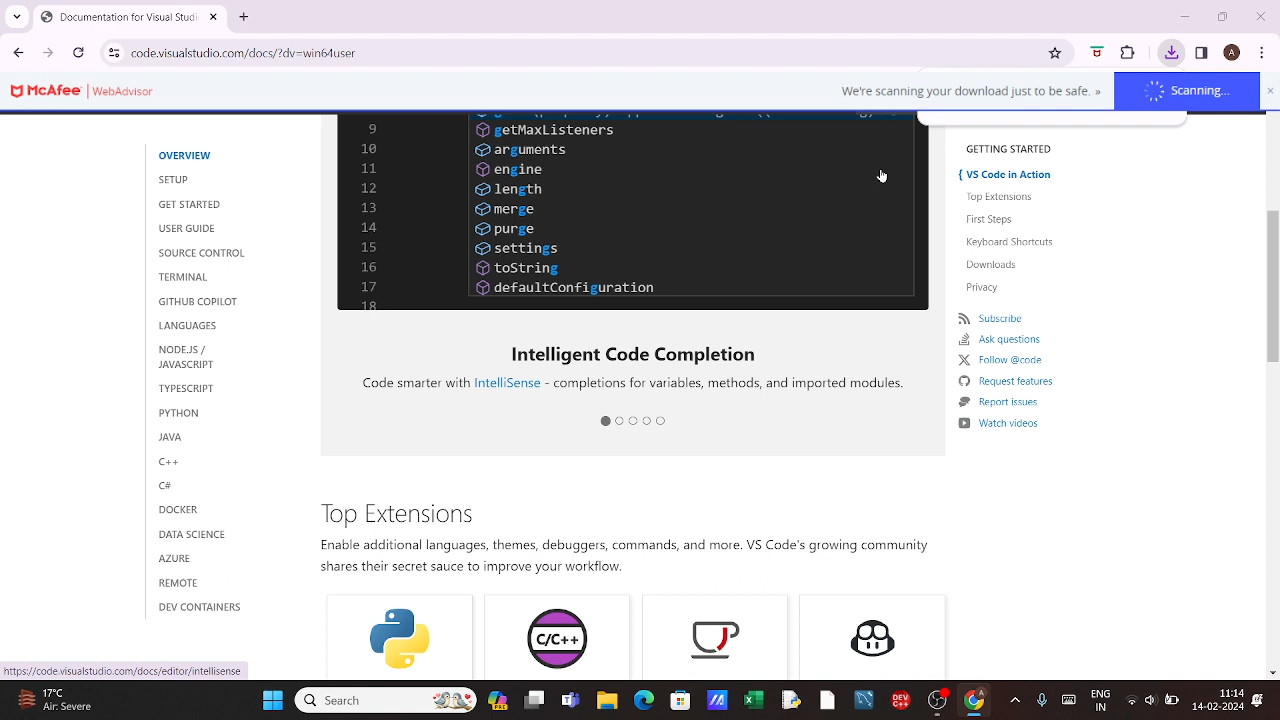 Documentation for Visual Studi
code.visualstudio.com/docs/?dv=win64user
A
McAfee | WebAdvisor
We're scanning your download just to be safe. »
Scanning...
OVERVIEW
SETUP
GET STARTED
USER GUIDE
SOURCE CONTROL
TERMINAL
GITHUB COPILOT
LANGUAGES
NODE.JS /
JAVASCRIPT
TYPESCRIPT
PYTHON
JAVA
C++
C#
DOCKER
DATA SCIENCE
AZURE
REMOTE
DEV CONTAINERS
9
10
11
12
13
14
15
16
17
18
getMaxListeners
arguments
engine
length
merge
purge
settings
toString
defaultConfiguration
Intelligent Code Completion
Code smarter with IntelliSense - completions for variables, methods, and imported modules.
Top Extensions
Enable additional languages, themes, debuggers, commands, and more. VS Code's growing community
shares their secret sauce to improve your workflow.
C/C++
GETTING STARTED
VS Code in Action
Top Extensions
First Steps
Keyboard Shortcuts
Downloads
Privacy
Subscribe
Ask questions
Follow @code
Request features
Report issues
Watch videos
https://code.visualstudio.com/docs/editor/intellisense
17°C
Air Severe
Search
DEV C++
A
ENG
IN
11:14
14-02-2024